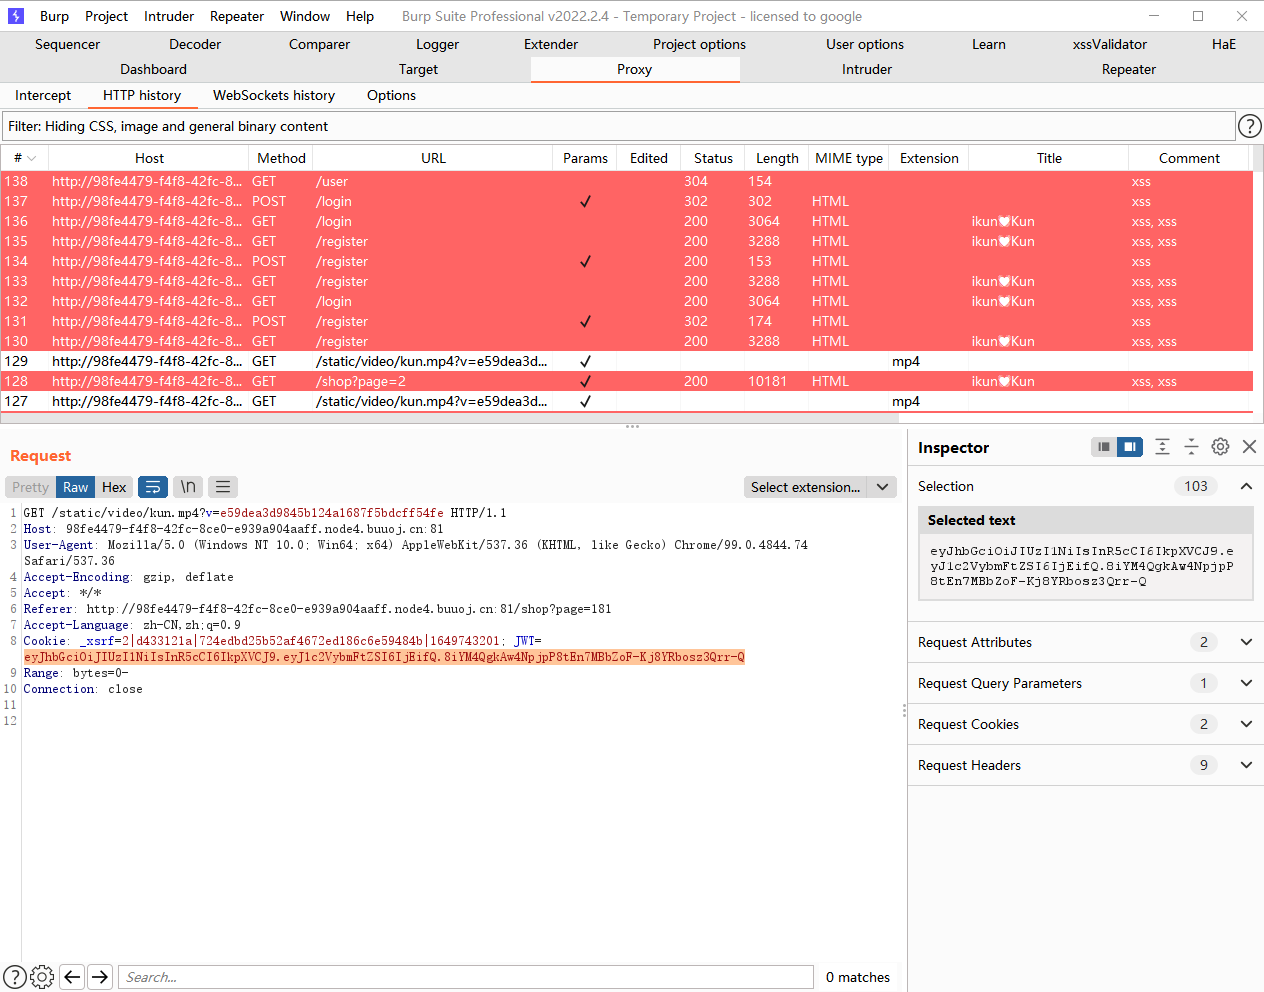 Burp Project Intruder Repeater Window Help Burp Suite Professional v2022.2.4 - Temporary Project - licensed to google
Sequencer Decoder Comparer Logger Extender Project options User options Learn xssValidator HaE
Dashboard Target Proxy Intruder Repeater
Intercept HTTP history WebSockets history Options
Filter: Hiding CSS, image and general binary content
# Host Method URL Params Edited Status Length MIME type Extension Title Comment
138 http://98fe4479-f4f8-42fc-8... GET /user 304 154 xss
137 http://98fe4479-f4f8-42fc-8... POST /login ✓ 302 302 HTML xss
136 http://98fe4479-f4f8-42fc-8... GET /login 200 3064 HTML ikun🤍Kun xss, xss
135 http://98fe4479-f4f8-42fc-8... GET /register 200 3288 HTML ikun🤍Kun xss, xss
134 http://98fe4479-f4f8-42fc-8... POST /register ✓ 200 153 HTML xss
133 http://98fe4479-f4f8-42fc-8... GET /register 200 3288 HTML ikun🤍Kun xss, xss
132 http://98fe4479-f4f8-42fc-8... GET /login 200 3064 HTML ikun🤍Kun xss, xss
131 http://98fe4479-f4f8-42fc-8... POST /register ✓ 302 174 HTML xss
130 http://98fe4479-f4f8-42fc-8... GET /register 200 3288 HTML ikun🤍Kun xss, xss
129 http://98fe4479-f4f8-42fc-8... GET /static/video/kun.mp4?v=e59dea3d... ✓ mp4
128 http://98fe4479-f4f8-42fc-8... GET /shop?page=2 ✓ 200 10181 HTML ikun🤍Kun xss, xss
127 http://98fe4479-f4f8-42fc-8... GET /static/video/kun.mp4?v=e59dea3d... ✓ mp4
Request
Pretty Raw Hex \n Select extension...
1 GET /static/video/kun.mp4?v=e59dea3d9845b124a1687f5bdcff54fe HTTP/1.1
2 Host: 98fe4479-f4f8-42fc-8ce0-e939a904aaff.node4.buuoj.cn:81
3 User-Agent: Mozilla/5.0 (Windows NT 10.0; Win64; x64) AppleWebKit/537.36 (KHTML, like Gecko) Chrome/99.0.4844.74
Safari/537.36
4 Accept-Encoding: gzip, deflate
5 Accept: */*
6 Referer: http://98fe4479-f4f8-42fc-8ce0-e939a904aaff.node4.buuoj.cn:81/shop?page=181
7 Accept-Language: zh-CN,zh;q=0.9
8 Cookie: _xsrf=2|d433121a|724edbd25b52af4672ed186c6e59484b|1649743201; JWT=
eyJhbGciOiJIUzI1NiIsInR5cCI6IkpXVCJ9.eyJ1c2VybmFtZSI6IjEifQ.8iYM4QgkAw4NpjpP8tEn7MBbZoF-Kj8YRbosz3Qrr-Q
9 Range: bytes=0-
10 Connection: close
11
12
Inspector
Selection 103
Selected text
eyJhbGciOiJIUzI1NiIsInR5cCI6IkpXVCJ9.e
yJ1c2VybmFtZSI6IjEifQ.8iYM4QgkAw4NpjpP
8tEn7MBbZoF-Kj8YRbosz3Qrr-Q
Request Attributes 2
Request Query Parameters 1
Request Cookies 2
Request Headers 9
Search... 0 matches